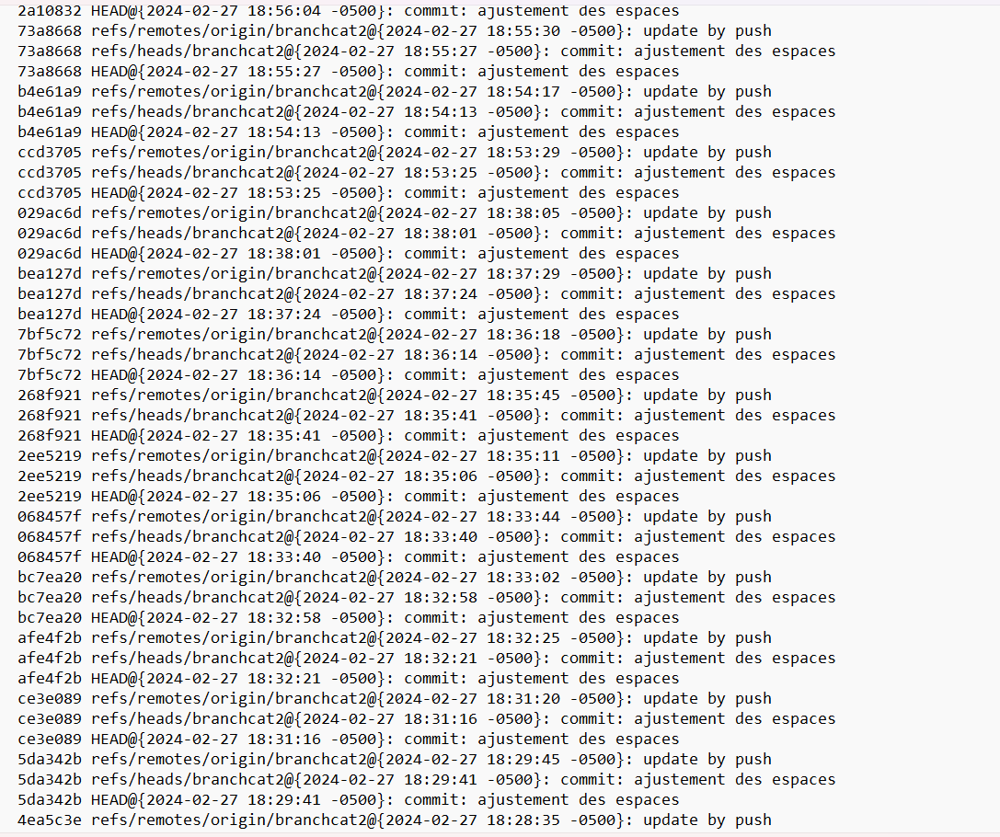 2a10832 HEAD@{2024-02-27 18:56:04 -0500}: commit: ajustement des espaces
73a8668 refs/remotes/origin/branchcat2@{2024-02-27 18:55:30 -0500}: update by push
73a8668 refs/heads/branchcat2@{2024-02-27 18:55:27 -0500}: commit: ajustement des espaces
73a8668 HEAD@{2024-02-27 18:55:27 -0500}: commit: ajustement des espaces
b4e61a9 refs/remotes/origin/branchcat2@{2024-02-27 18:54:17 -0500}: update by push
b4e61a9 refs/heads/branchcat2@{2024-02-27 18:54:13 -0500}: commit: ajustement des espaces
b4e61a9 HEAD@{2024-02-27 18:54:13 -0500}: commit: ajustement des espaces
ccd3705 refs/remotes/origin/branchcat2@{2024-02-27 18:53:29 -0500}: update by push
ccd3705 refs/heads/branchcat2@{2024-02-27 18:53:25 -0500}: commit: ajustement des espaces
ccd3705 HEAD@{2024-02-27 18:53:25 -0500}: commit: ajustement des espaces
029ac6d refs/remotes/origin/branchcat2@{2024-02-27 18:38:05 -0500}: update by push
029ac6d refs/heads/branchcat2@{2024-02-27 18:38:01 -0500}: commit: ajustement des espaces
029ac6d HEAD@{2024-02-27 18:38:01 -0500}: commit: ajustement des espaces
bea127d refs/remotes/origin/branchcat2@{2024-02-27 18:37:29 -0500}: update by push
bea127d refs/heads/branchcat2@{2024-02-27 18:37:24 -0500}: commit: ajustement des espaces
bea127d HEAD@{2024-02-27 18:37:24 -0500}: commit: ajustement des espaces
7bf5c72 refs/remotes/origin/branchcat2@{2024-02-27 18:36:18 -0500}: update by push
7bf5c72 refs/heads/branchcat2@{2024-02-27 18:36:14 -0500}: commit: ajustement des espaces
7bf5c72 HEAD@{2024-02-27 18:36:14 -0500}: commit: ajustement des espaces
268f921 refs/remotes/origin/branchcat2@{2024-02-27 18:35:45 -0500}: update by push
268f921 refs/heads/branchcat2@{2024-02-27 18:35:41 -0500}: commit: ajustement des espaces
268f921 HEAD@{2024-02-27 18:35:41 -0500}: commit: ajustement des espaces
2ee5219 refs/remotes/origin/branchcat2@{2024-02-27 18:35:11 -0500}: update by push
2ee5219 refs/heads/branchcat2@{2024-02-27 18:35:06 -0500}: commit: ajustement des espaces
2ee5219 HEAD@{2024-02-27 18:35:06 -0500}: commit: ajustement des espaces
068457f refs/remotes/origin/branchcat2@{2024-02-27 18:33:44 -0500}: update by push
068457f refs/heads/branchcat2@{2024-02-27 18:33:40 -0500}: commit: ajustement des espaces
068457f HEAD@{2024-02-27 18:33:40 -0500}: commit: ajustement des espaces
bc7ea20 refs/remotes/origin/branchcat2@{2024-02-27 18:33:02 -0500}: update by push
bc7ea20 refs/heads/branchcat2@{2024-02-27 18:32:58 -0500}: commit: ajustement des espaces
bc7ea20 HEAD@{2024-02-27 18:32:58 -0500}: commit: ajustement des espaces
afe4f2b refs/remotes/origin/branchcat2@{2024-02-27 18:32:25 -0500}: update by push
afe4f2b refs/heads/branchcat2@{2024-02-27 18:32:21 -0500}: commit: ajustement des espaces
afe4f2b HEAD@{2024-02-27 18:32:21 -0500}: commit: ajustement des espaces
ce3e089 refs/remotes/origin/branchcat2@{2024-02-27 18:31:20 -0500}: update by push
ce3e089 refs/heads/branchcat2@{2024-02-27 18:31:16 -0500}: commit: ajustement des espaces
ce3e089 HEAD@{2024-02-27 18:31:16 -0500}: commit: ajustement des espaces
5da342b refs/remotes/origin/branchcat2@{2024-02-27 18:29:45 -0500}: update by push
5da342b refs/heads/branchcat2@{2024-02-27 18:29:41 -0500}: commit: ajustement des espaces
5da342b HEAD@{2024-02-27 18:29:41 -0500}: commit: ajustement des espaces
4ea5c3e refs/remotes/origin/branchcat2@{2024-02-27 18:28:35 -0500}: update by push